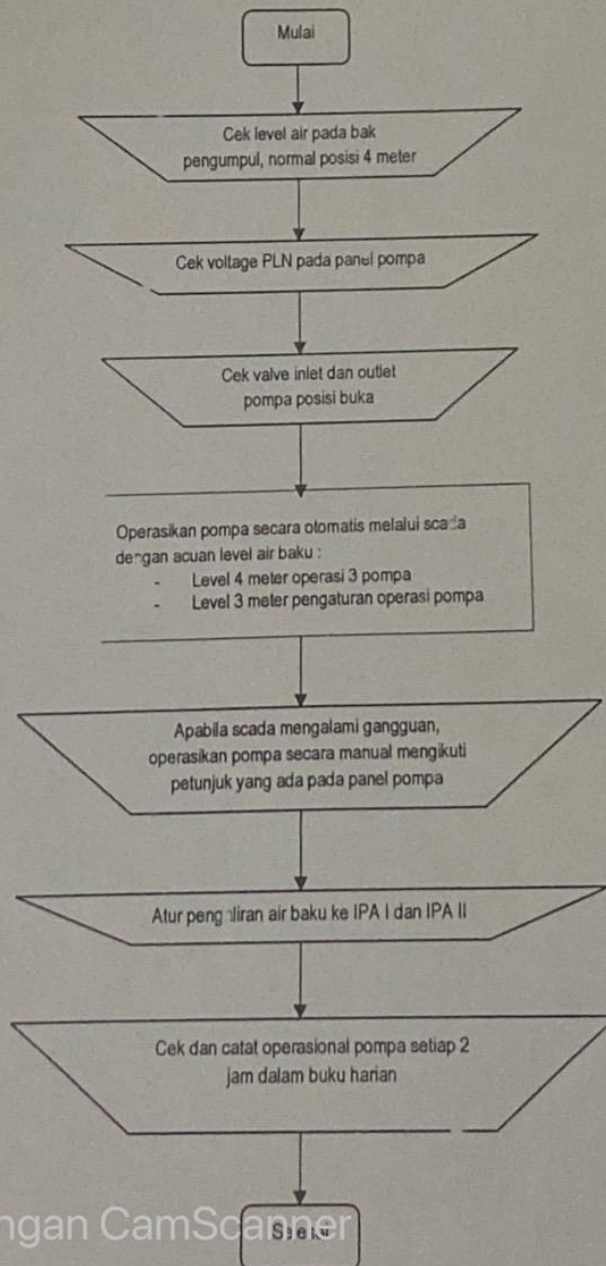 Mulai
Cek level air pada bak
pengumpul, normal posisi 4 meter
Cek voltage PLN pada panel pompa
Cek valve inlet dan outlet
pompa posisi buka
Operasikan pompa secara otomatis melalui scada
dengan acuan level air baku :
- Level 4 meter operasi 3 pompa
- Level 3 meter pengaturan operasi pompa
Apabila scada mengalami gangguan,
operasikan pompa secara manual mengikuti
petunjuk yang ada pada panel pompa
Atur pengaliran air baku ke IPA I dan IPA II
Cek dan catat operasional pompa setiap 2
jam dalam buku harian
ngan CamScanner